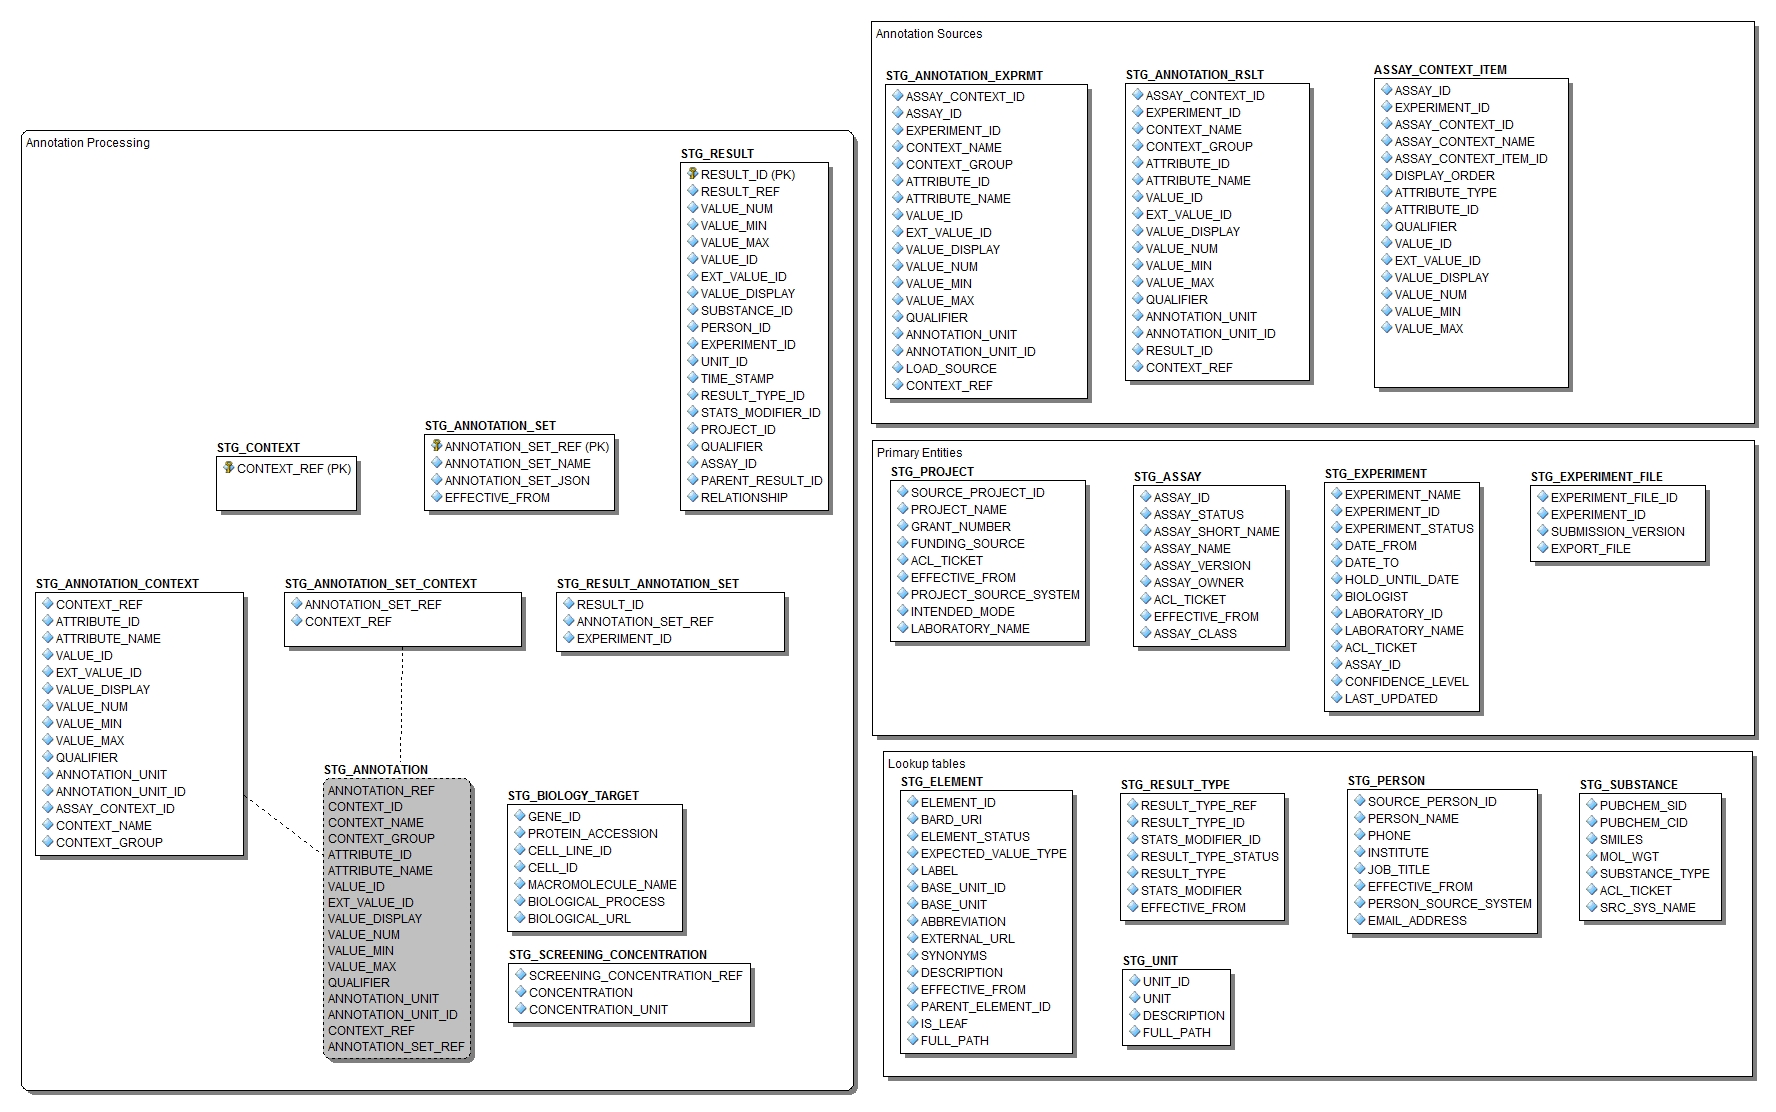 Annotation Processing
STG_RESULT
RESULT_ID (PK)
RESULT_REF
VALUE_NUM
VALUE_MIN
VALUE_MAX
VALUE_ID
EXT_VALUE_ID
VALUE_DISPLAY
SUBSTANCE_ID
PERSON_ID
EXPERIMENT_ID
UNIT_ID
TIME_STAMP
RESULT_TYPE_ID
STATS_MODIFIER_ID
PROJECT_ID
QUALIFIER
ASSAY_ID
PARENT_RESULT_ID
RELATIONSHIP
STG_CONTEXT
CONTEXT_REF (PK)
STG_ANNOTATION_SET
ANNOTATION_SET_REF (PK)
ANNOTATION_SET_NAME
ANNOTATION_SET_JSON
EFFECTIVE_FROM
STG_ANNOTATION_CONTEXT
CONTEXT_REF
ATTRIBUTE_ID
ATTRIBUTE_NAME
VALUE_ID
EXT_VALUE_ID
VALUE_DISPLAY
VALUE_NUM
VALUE_MIN
VALUE_MAX
QUALIFIER
ANNOTATION_UNIT
ANNOTATION_UNIT_ID
ASSAY_CONTEXT_ID
CONTEXT_NAME
CONTEXT_GROUP
STG_ANNOTATION_SET_CONTEXT
ANNOTATION_SET_REF
CONTEXT_REF
STG_RESULT_ANNOTATION_SET
RESULT_ID
ANNOTATION_SET_REF
EXPERIMENT_ID
STG_ANNOTATION
ANNOTATION_REF
CONTEXT_ID
CONTEXT_NAME
CONTEXT_GROUP
ATTRIBUTE_ID
ATTRIBUTE_NAME
VALUE_ID
EXT_VALUE_ID
VALUE_DISPLAY
VALUE_NUM
VALUE_MIN
VALUE_MAX
QUALIFIER
ANNOTATION_UNIT
ANNOTATION_UNIT_ID
CONTEXT_REF
ANNOTATION_SET_REF
STG_BIOLOGY_TARGET
GENE_ID
PROTEIN_ACCESSION
CELL_LINE_ID
CELL_ID
MACROMOLECULE_NAME
BIOLOGICAL_PROCESS
BIOLOGICAL_URL
STG_SCREENING_CONCENTRATION
SCREENING_CONCENTRATION_REF
CONCENTRATION
CONCENTRATION_UNIT
Annotation Sources
STG_ANNOTATION_EXPRMT
ASSAY_CONTEXT_ID
ASSAY_ID
EXPERIMENT_ID
CONTEXT_NAME
CONTEXT_GROUP
ATTRIBUTE_ID
ATTRIBUTE_NAME
VALUE_ID
EXT_VALUE_ID
VALUE_DISPLAY
VALUE_NUM
VALUE_MIN
VALUE_MAX
QUALIFIER
ANNOTATION_UNIT
ANNOTATION_UNIT_ID
LOAD_SOURCE
CONTEXT_REF
STG_ANNOTATION_RSLT
ASSAY_CONTEXT_ID
EXPERIMENT_ID
CONTEXT_NAME
CONTEXT_GROUP
ATTRIBUTE_ID
ATTRIBUTE_NAME
VALUE_ID
EXT_VALUE_ID
VALUE_DISPLAY
VALUE_NUM
VALUE_MIN
VALUE_MAX
QUALIFIER
ANNOTATION_UNIT
ANNOTATION_UNIT_ID
RESULT_ID
CONTEXT_REF
ASSAY_CONTEXT_ITEM
ASSAY_ID
EXPERIMENT_ID
ASSAY_CONTEXT_ID
ASSAY_CONTEXT_NAME
ASSAY_CONTEXT_ITEM_ID
DISPLAY_ORDER
ATTRIBUTE_TYPE
ATTRIBUTE_ID
QUALIFIER
VALUE_ID
EXT_VALUE_ID
VALUE_DISPLAY
VALUE_NUM
VALUE_MIN
VALUE_MAX
Primary Entities
STG_PROJECT
SOURCE_PROJECT_ID
PROJECT_NAME
GRANT_NUMBER
FUNDING_SOURCE
ACL_TICKET
EFFECTIVE_FROM
PROJECT_SOURCE_SYSTEM
INTENDED_MODE
LABORATORY_NAME
STG_ASSAY
ASSAY_ID
ASSAY_STATUS
ASSAY_SHORT_NAME
ASSAY_NAME
ASSAY_VERSION
ASSAY_OWNER
ACL_TICKET
EFFECTIVE_FROM
ASSAY_CLASS
STG_EXPERIMENT
EXPERIMENT_NAME
EXPERIMENT_ID
EXPERIMENT_STATUS
DATE_FROM
DATE_TO
HOLD_UNTIL_DATE
BIOLOGIST
LABORATORY_ID
LABORATORY_NAME
ACL_TICKET
ASSAY_ID
CONFIDENCE_LEVEL
LAST_UPDATED
STG_EXPERIMENT_FILE
EXPERIMENT_FILE_ID
EXPERIMENT_ID
SUBMISSION_VERSION
EXPORT_FILE
Lookup tables
STG_ELEMENT
ELEMENT_ID
BARD_URI
ELEMENT_STATUS
EXPECTED_VALUE_TYPE
LABEL
BASE_UNIT_ID
BASE_UNIT
ABBREVIATION
EXTERNAL_URL
SYNONYMS
DESCRIPTION
EFFECTIVE_FROM
PARENT_ELEMENT_ID
IS_LEAF
FULL_PATH
STG_RESULT_TYPE
RESULT_TYPE_REF
RESULT_TYPE_ID
STATS_MODIFIER_ID
RESULT_TYPE_STATUS
RESULT_TYPE
STATS_MODIFIER
EFFECTIVE_FROM
STG_UNIT
UNIT_ID
UNIT
DESCRIPTION
FULL_PATH
STG_PERSON
SOURCE_PERSON_ID
PERSON_NAME
PHONE
INSTITUTE
JOB_TITLE
EFFECTIVE_FROM
PERSON_SOURCE_SYSTEM
EMAIL_ADDRESS
STG_SUBSTANCE
PUBCHEM_SID
PUBCHEM_CID
SMILES
MOL_WGT
SUBSTANCE_TYPE
ACL_TICKET
SRC_SYS_NAME